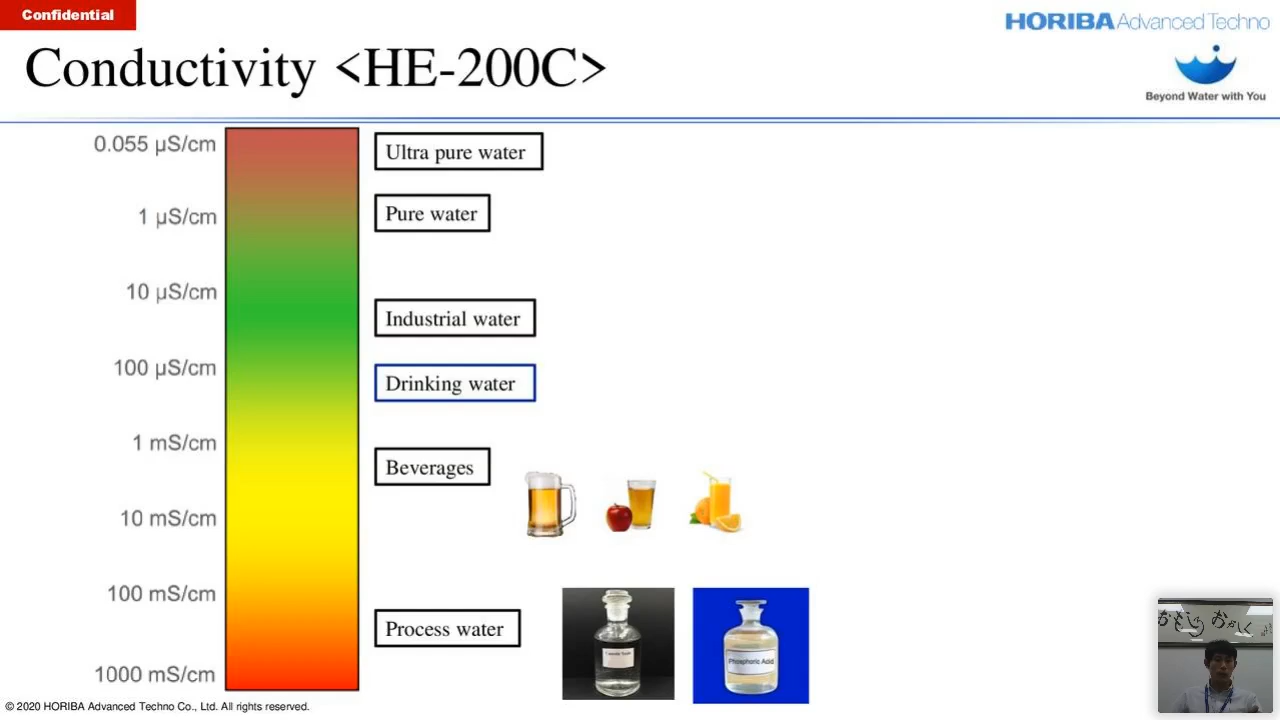 Confidential
HORIBA Advanced Techno
Conductivity <HE-200C>
Beyond Water with You
0.055 µS/cm
Ultra pure water
1 µS/cm
Pure water
10 µS/cm
Industrial water
100 µS/cm
Drinking water
1 mS/cm
Beverages
10 mS/cm
100 mS/cm
Process water
Phosphoric Acid
1000 mS/cm
© 2020 HORIBA Advanced Techno Co., Ltd. All rights reserved.